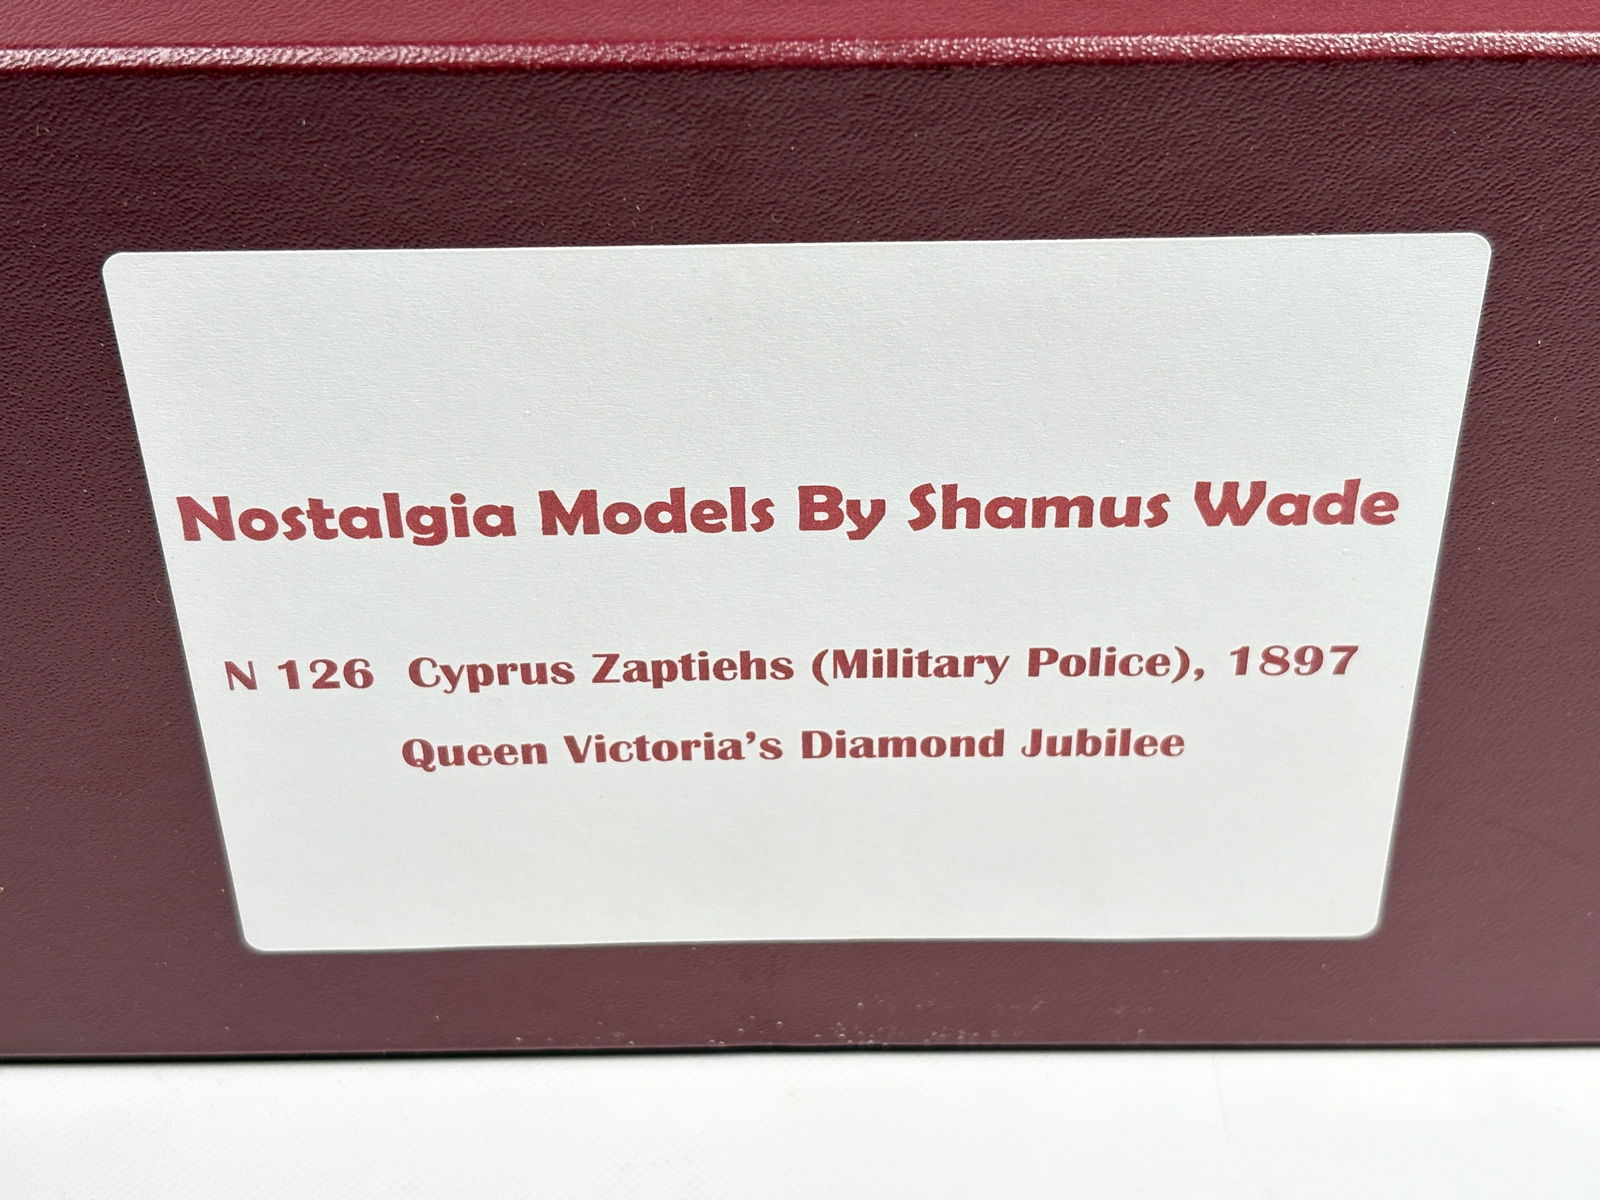 Nostalgia Models By Shamus Wade
N 126 Cyprus Zaptiehs (Military Police), 1897
Queen Victoria's Diamond Jubilee